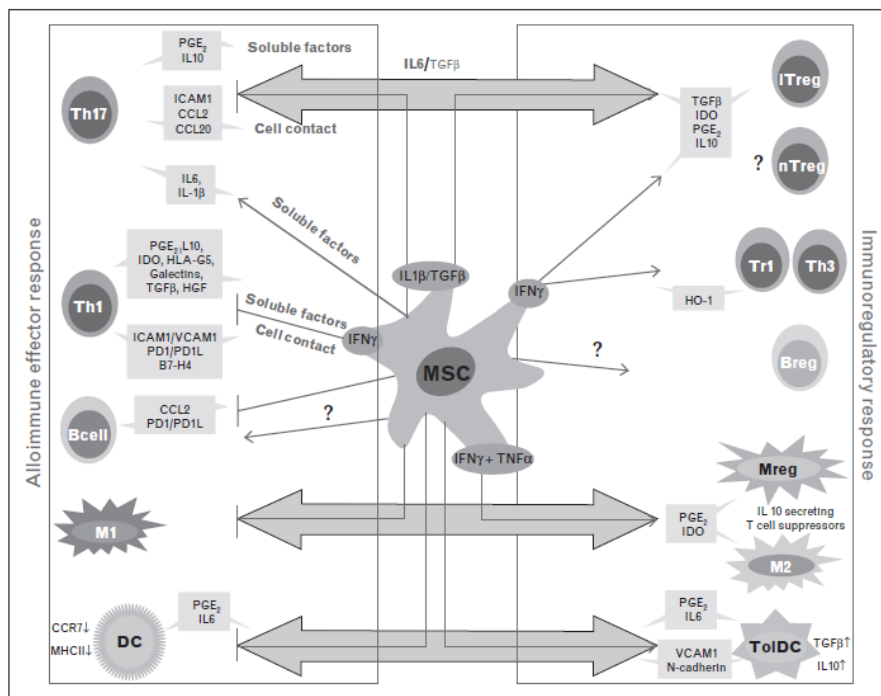 Alloimmune effector response
PGE2
IL10
Soluble factors
IL6/TGFβ
Th17
ICAM1
CCL2
CCL20
Cell contact
TGFβ
IDO
PGE2
IL10
ITreg
?
nTreg
IL6,
IL-1β
Soluble factors
PGE2,IL10,
IDO, HLA-G5,
Galectins,
TGFβ, HGF
Th1
Soluble factors
Cell contact
ICAM1/VCAM1
PD1/PD1L
B7-H4
IFNγ
IL1β/TGFβ
IFNγ
MSC
HO-1
Tr1
Th3
?
Breg
Bcell
CCL2
PD1/PD1L
?
IFNγ + TNFα
M1
PGE2
IDO
Mreg
IL 10 secreting
T cell suppressors
M2
CCR7↓
MHCII↓
DC
PGE2
IL6
PGE2
IL6
VCAM1
N-cadherin
TolDC
TGFβ↑
IL10↑
Immunoregulatory response